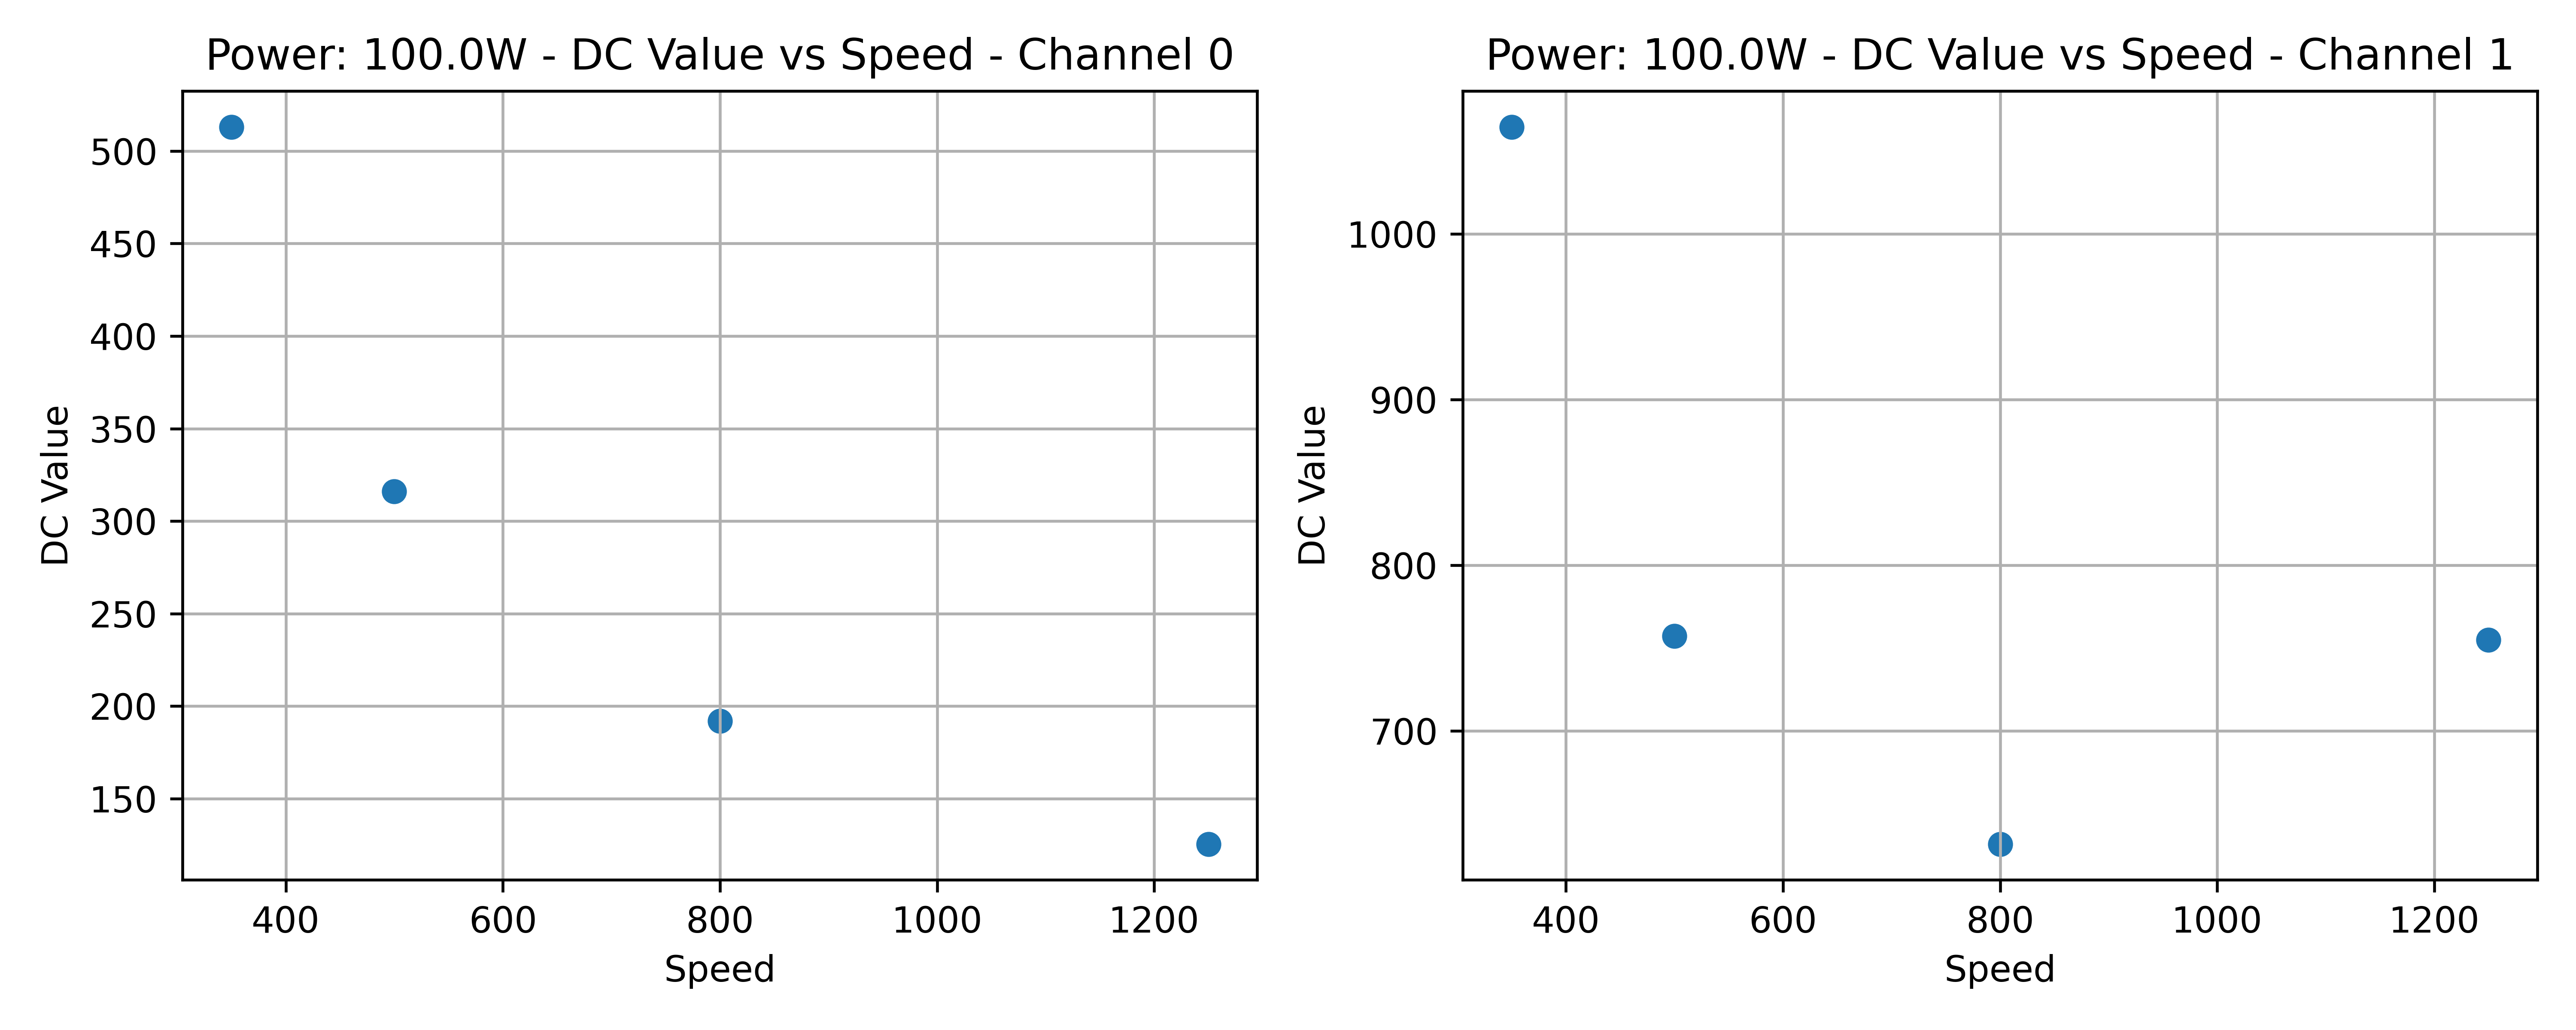 Power: 100.0W - DC Value vs Speed - Channel 0
500
450
400
350
300
250
200
150
DC Value
400 600 800 1000 1200
Speed
Power: 100.0W - DC Value vs Speed - Channel 1
1000
900
800
700
DC Value
400 600 800 1000 1200
Speed